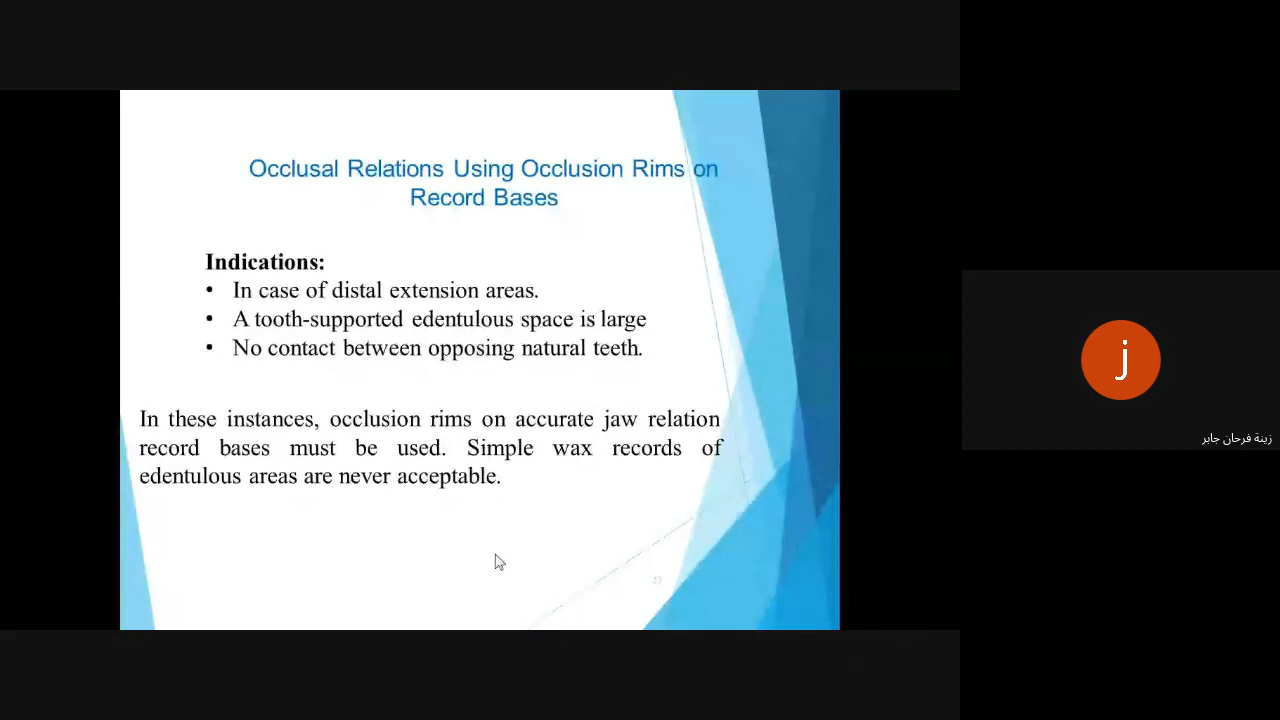 Occlusal Relations Using Occlusion Rims on
Record Bases
Indications:
• In case of distal extension areas.
• A tooth-supported edentulous space is large
• No contact between opposing natural teeth.
In these instances, occlusion rims on accurate jaw relation
record bases must be used. Simple wax records of
edentulous areas are never acceptable.
j
زينة فرحان جابر